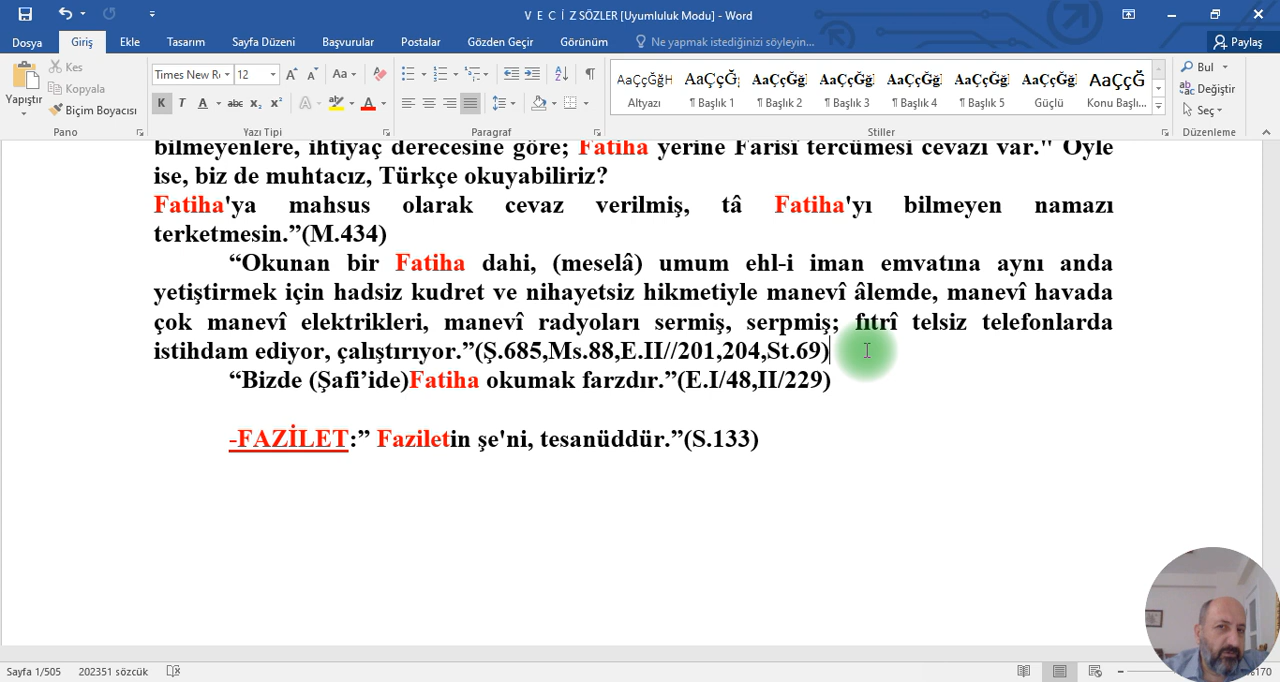 V E C İ Z SÖZLER [Uyumluluk Modu] - Word
Dosya Giriş Ekle Tasarım Sayfa Düzeni Başvurular Postalar Gözden Geçir Görünüm Ne yapmak istediğinizi söyleyin... Paylaş
Yapıştır
Kes
Kopyala
Biçim Boyacısı
Pano
Times New Ro 12
Yazı Tipi
Paragraf
AaÇçĞğH AaÇçĞğ AaÇçĞğ AaÇçĞğ AaÇçĞğ AaÇçĞğ AaÇçĞğ AaÇçĞ
Altyazı ¶ Başlık 1 ¶ Başlık 2 ¶ Başlık 3 ¶ Başlık 4 ¶ Başlık 5 Güçlü Konu Başlı...
Stiller
Bul
Değiştir
Seç
Düzenleme
bilmeyenlere, ihtiyaç derecesine göre; Fatiha yerine Farisî tercümesi cevazı var." Öyle
ise, biz de muhtacız, Türkçe okuyabiliriz?
Fatiha'ya mahsus olarak cevaz verilmiş, tâ Fatiha'yı bilmeyen namazı
terketmesin.”(M.434)
“Okunan bir Fatiha dahi, (meselâ) umum ehl-i iman emvatına aynı anda
yetiştirmek için hadsiz kudret ve nihayetsiz hikmetiyle manevî âlemde, manevî havada
çok manevî elektrikleri, manevî radyoları sermiş, serpmiş; fıtrî telsiz telefonlarda
istihdam ediyor, çalıştırıyor.”(Ş.685,Ms.88,E.II//201,204,St.69)
“Bizde (Şafi’ide)Fatiha okumak farzdır.”(E.I/48,II/229)
-FAZİLET:” Faziletin şe'ni, tesanüddür.”(S.133)
Sayfa 1/505 202351 sözcük %170